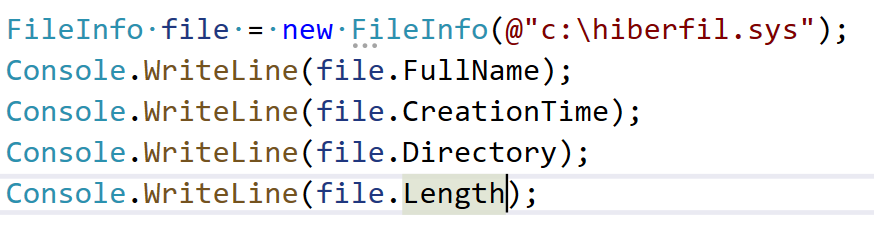 FileInfo file = new FileInfo(@"c:\hiberfil.sys");
Console.WriteLine(file.FullName);
Console.WriteLine(file.CreationTime);
Console.WriteLine(file.Directory);
Console.WriteLine(file.Length);